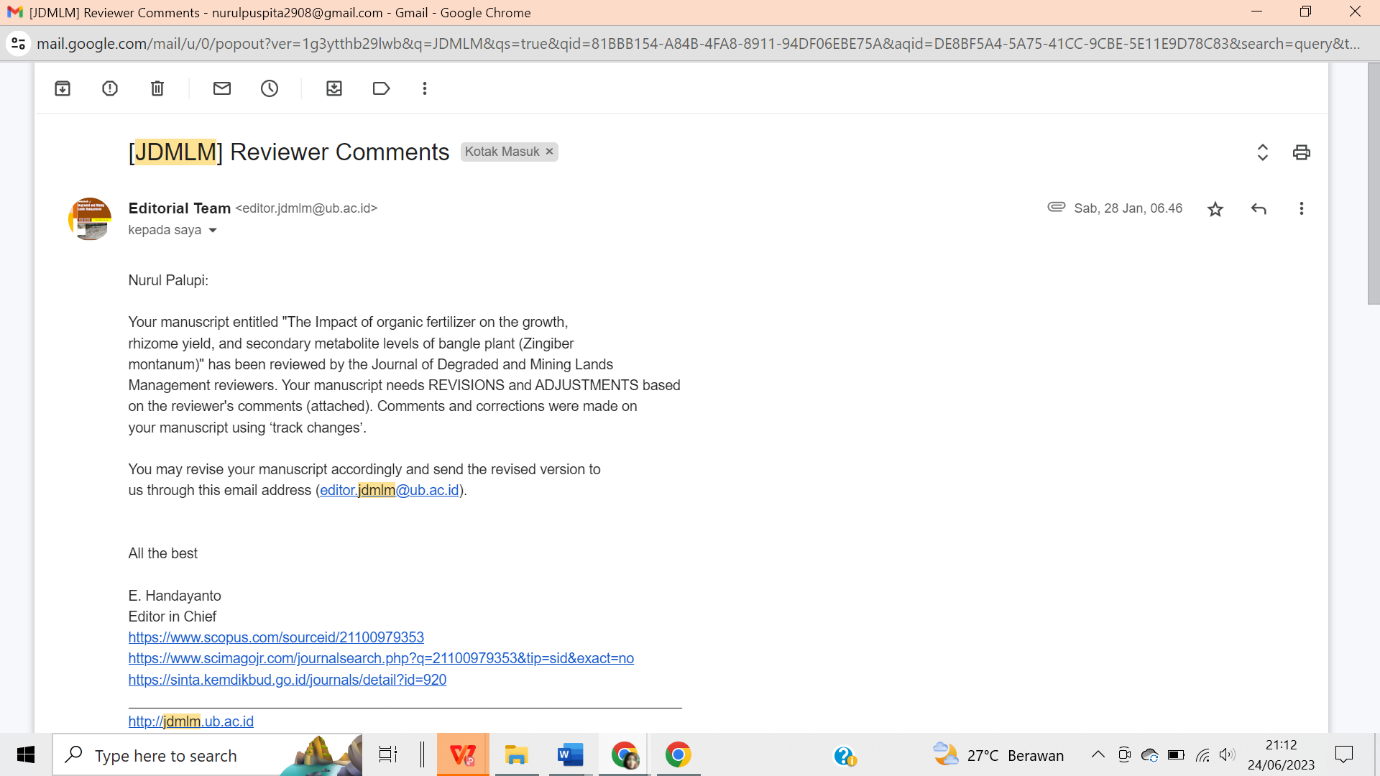 [JDMLM] Reviewer Comments - nurulpuspita2908@gmail.com - Gmail - Google Chrome
mail.google.com/mail/u/0/popout?ver=1g3ytthb29lwb&q=JDMLM&qs=true&qid=81BBB154-A84B-4FA8-8911-94DF06EBE75A&aqid=DE8BF5A4-5A75-41CC-9CBE-5E11E9D78C83&search=query&t...
[JDMLM] Reviewer Comments Kotak Masuk ×
Editorial Team <editor.jdmlm@ub.ac.id> Sab, 28 Jan, 06.46
kepada saya
Nurul Palupi:
Your manuscript entitled "The Impact of organic fertilizer on the growth,
rhizome yield, and secondary metabolite levels of bangle plant (Zingiber
montanum)" has been reviewed by the Journal of Degraded and Mining Lands
Management reviewers. Your manuscript needs REVISIONS and ADJUSTMENTS based
on the reviewer's comments (attached). Comments and corrections were made on
your manuscript using ‘track changes’.
You may revise your manuscript accordingly and send the revised version to
us through this email address (editor.jdmlm@ub.ac.id).
All the best
E. Handayanto
Editor in Chief
https://www.scopus.com/sourceid/21100979353
https://www.scimagojr.com/journalsearch.php?q=21100979353&tip=sid&exact=no
https://sinta.kemdikbud.go.id/journals/detail?id=920
http://jdmlm.ub.ac.id
Type here to search
27°C Berawan
21:12
24/06/2023